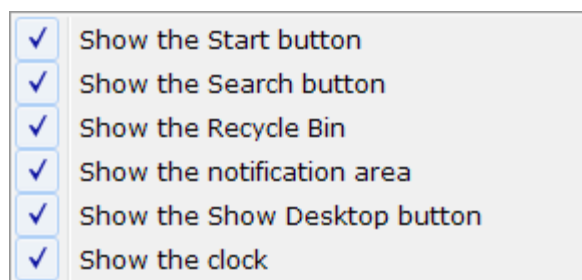 Show the Start button
Show the Search button
Show the Recycle Bin
Show the notification area
Show the Show Desktop button
Show the clock